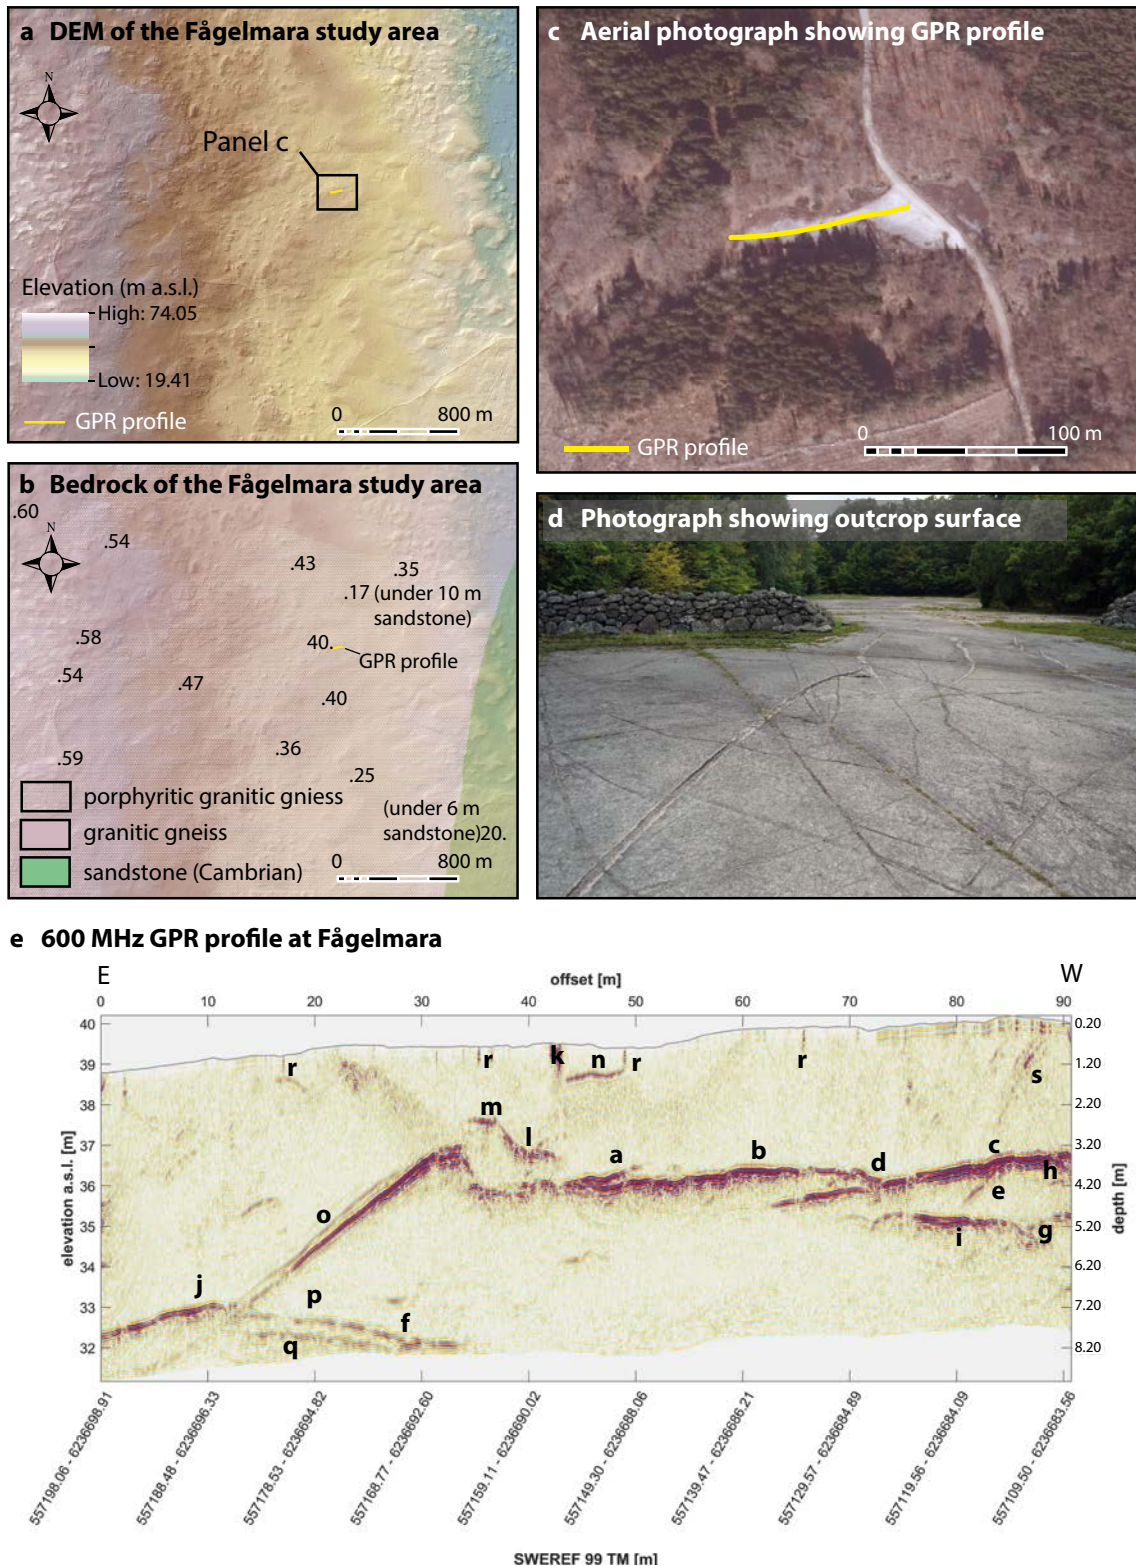 a DEM of the Fågelmara study area
N
Panel c
Elevation (m a.s.l.)
High: 74.05
Low: 19.41
GPR profile
0 800 m
b Bedrock of the Fågelmara study area
.60
N
.54
.43
.35
.17 (under 10 m
sandstone)
.58
40.
GPR profile
.54
.47
.40
.36
.59
.25
(under 6 m
sandstone)20.
porphyritic granitic gniess
granitic gneiss
sandstone (Cambrian)
0 800 m
c Aerial photograph showing GPR profile
GPR profile
0 100 m
d Photograph showing outcrop surface
e 600 MHz GPR profile at Fågelmara
E W
offset [m]
0 10 20 30 40 50 60 70 80 90
elevation a.s.l. [m]
40
39
38
37
36
35
34
33
32
depth [m]
0.20
1.20
2.20
3.20
4.20
5.20
6.20
7.20
8.20
r r k n r r s
m l a b d c h
e
o i g
j p f
q
557198.06 - 6236698.91
557188.48 - 6236696.33
557178.53 - 6236694.82
557168.77 - 6236692.60
557159.11 - 6236690.02
557149.30 - 6236688.06
557139.47 - 6236686.21
557129.57 - 6236684.89
557119.56 - 6236684.09
557109.50 - 6236683.56
SWEREF 99 TM [m]